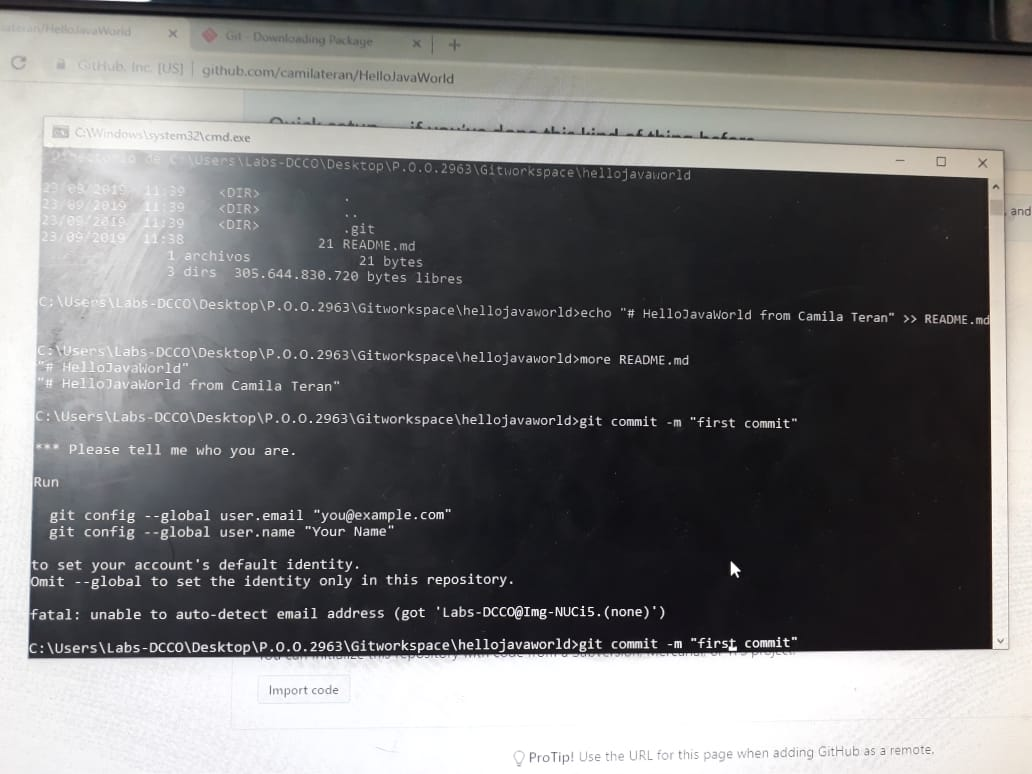 HelloJavaWorld
Git - Downloading Package
GitHub, Inc. [US] | github.com/camilateran/HelloJavaWorld
C:\Windows\system32\cmd.exe
Directorio de C:\Users\Labs-DCCO\Desktop\P.O.O.2963\Gitworkspace\hellojavaworld
23/09/2019 11:39 <DIR> .
23/09/2019 11:39 <DIR> ..
23/09/2019 11:39 <DIR> .git
23/09/2019 11:38 21 README.md
1 archivos 21 bytes
3 dirs 305.644.830.720 bytes libres
, and
C:\Users\Labs-DCCO\Desktop\P.O.O.2963\Gitworkspace\hellojavaworld>echo "# HelloJavaWorld from Camila Teran" >> README.md
C:\Users\Labs-DCCO\Desktop\P.O.O.2963\Gitworkspace\hellojavaworld>more README.md
"# HelloJavaWorld"
"# HelloJavaWorld from Camila Teran"
C:\Users\Labs-DCCO\Desktop\P.O.O.2963\Gitworkspace\hellojavaworld>git commit -m "first commit"
*** Please tell me who you are.
Run
git config --global user.email "you@example.com"
git config --global user.name "Your Name"
to set your account's default identity.
Omit --global to set the identity only in this repository.
fatal: unable to auto-detect email address (got 'Labs-DCCO@Img-NUCi5.(none)')
C:\Users\Labs-DCCO\Desktop\P.O.O.2963\Gitworkspace\hellojavaworld>git commit -m "first commit"
Import code
ProTip! Use the URL for this page when adding GitHub as a remote.